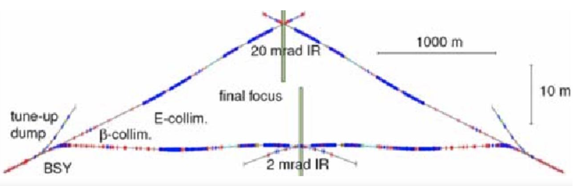 20 mrad IR
1000 m
10 m
final focus
E-collim.
tune-up
dump
β-collim.
BSY
2 mrad IR